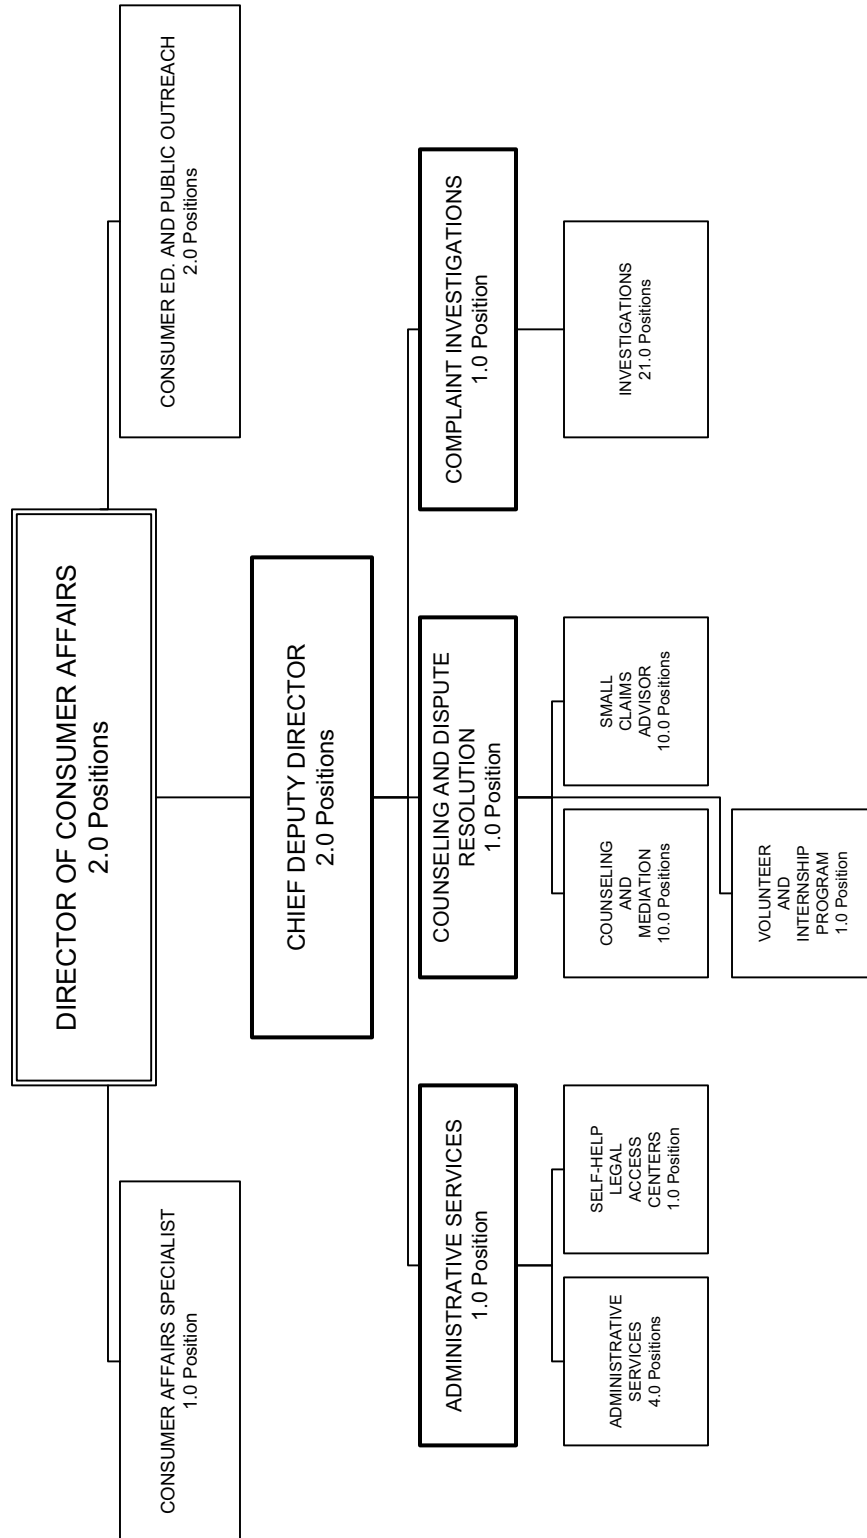 DIRECTOR OF CONSUMER AFFAIRS
2.0 Positions
CONSUMER AFFAIRS SPECIALIST
1.0 Position
CONSUMER ED. AND PUBLIC OUTREACH
2.0 Positions
CHIEF DEPUTY DIRECTOR
2.0 Positions
ADMINISTRATIVE SERVICES
1.0 Position
COUNSELING AND DISPUTE
RESOLUTION
1.0 Position
COMPLAINT INVESTIGATIONS
1.0 Position
ADMINISTRATIVE
SERVICES
4.0 Positions
SELF-HELP
LEGAL
ACCESS
CENTERS
1.0 Position
COUNSELING
AND
MEDIATION
10.0 Positions
SMALL
CLAIMS
ADVISOR
10.0 Positions
INVESTIGATIONS
21.0 Positions
VOLUNTEER
AND
INTERNSHIP
PROGRAM
1.0 Position